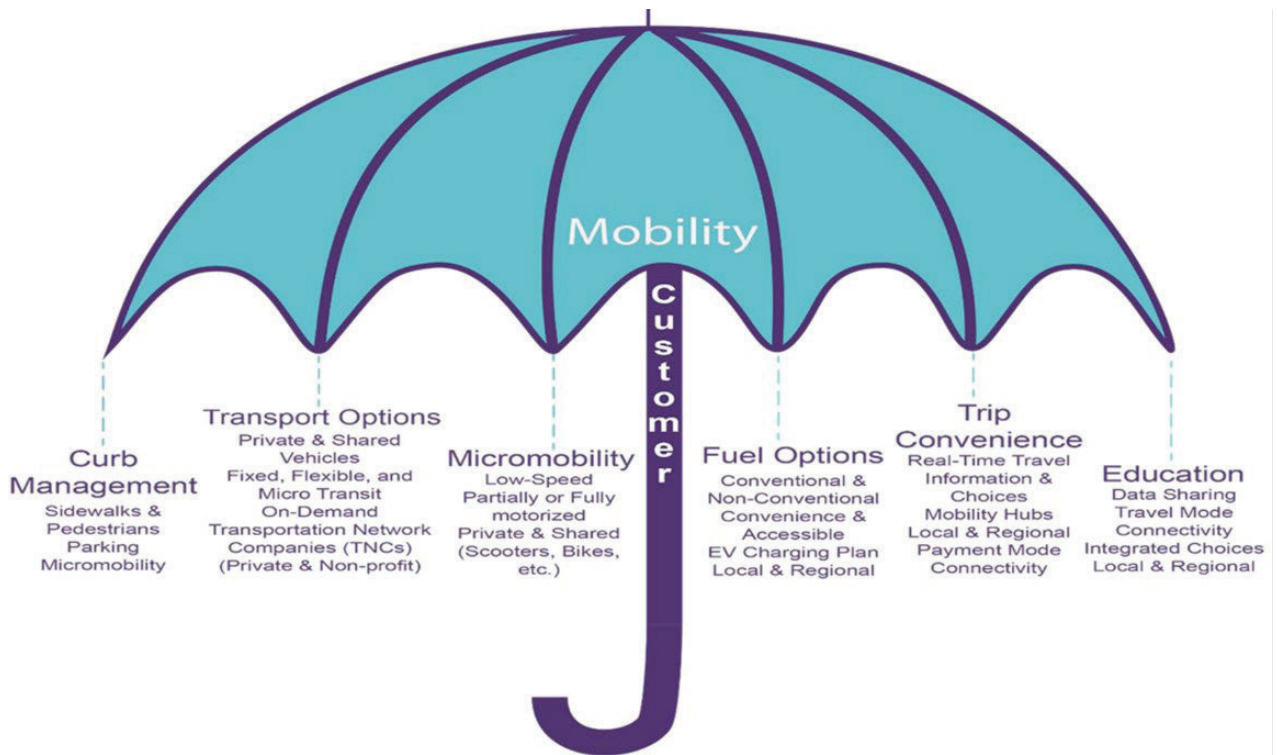 Mobility
Customer
Curb
Management
Sidewalks &
Pedestrians
Parking
Micromobility
Transport Options
Private & Shared
Vehicles
Fixed, Flexible, and
Micro Transit
On-Demand
Transportation Network
Companies (TNCs)
(Private & Non-profit)
Micromobility
Low-Speed
Partially or Fully
motorized
Private & Shared
(Scooters, Bikes,
etc.)
Fuel Options
Conventional &
Non-Conventional
Convenience &
Accessible
EV Charging Plan
Local & Regional
Trip
Convenience
Real-Time Travel
Information &
Choices
Mobility Hubs
Local & Regional
Payment Mode
Connectivity
Education
Data Sharing
Travel Mode
Connectivity
Integrated Choices
Local & Regional